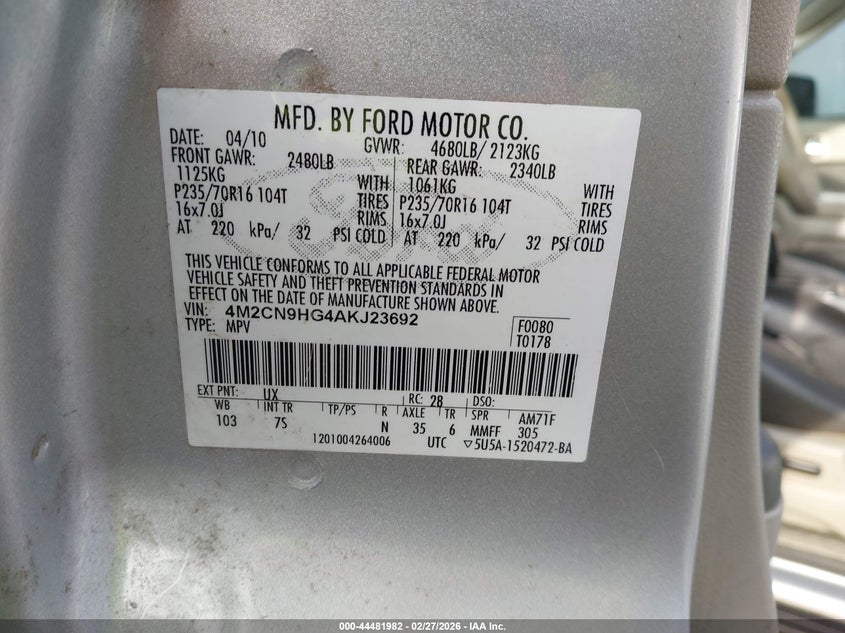 MFD. BY FORD MOTOR CO.
DATE: 04/10 GVWR: 4680LB/ 2123KG
FRONT GAWR: 2480LB REAR GAWR: 2340LB
1125KG WITH 1061KG WITH
P235/70R16 104T TIRES P235/70R16 104T TIRES
16x7.0J RIMS 16x7.0J RIMS
AT 220 kPa/ 32 PSI COLD AT 220 kPa/ 32 PSI COLD
THIS VEHICLE CONFORMS TO ALL APPLICABLE FEDERAL MOTOR
VEHICLE SAFETY AND THEFT PREVENTION STANDARDS IN
EFFECT ON THE DATE OF MANUFACTURE SHOWN ABOVE.
VIN: 4M2CN9HG4AKJ23692 F0080
TYPE: MPV T0178
EXT PNT: UX RC: 28 DSO:
WB INT TR TP/PS R AXLE TR SPR AM71F
103 7S N 35 6 MMFF 305
1201004264006 UTC ▽5U5A-1520472-BA
000-44481982 — 02/27/2026 — IAA Inc.